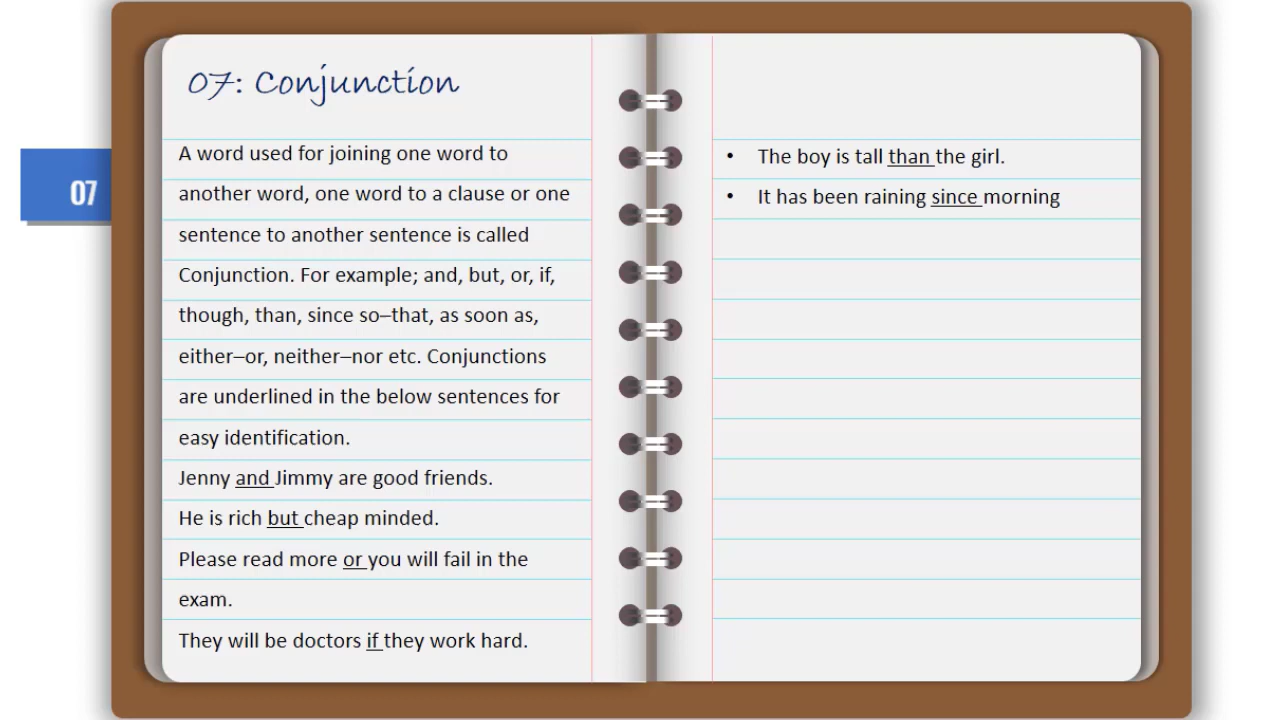 07: Conjunction
07
A word used for joining one word to
another word, one word to a clause or one
sentence to another sentence is called
Conjunction. For example; and, but, or, if,
though, than, since so–that, as soon as,
either–or, neither–nor etc. Conjunctions
are underlined in the below sentences for
easy identification.
Jenny and Jimmy are good friends.
He is rich but cheap minded.
Please read more or you will fail in the
exam.
They will be doctors if they work hard.
• The boy is tall than the girl.
• It has been raining since morning